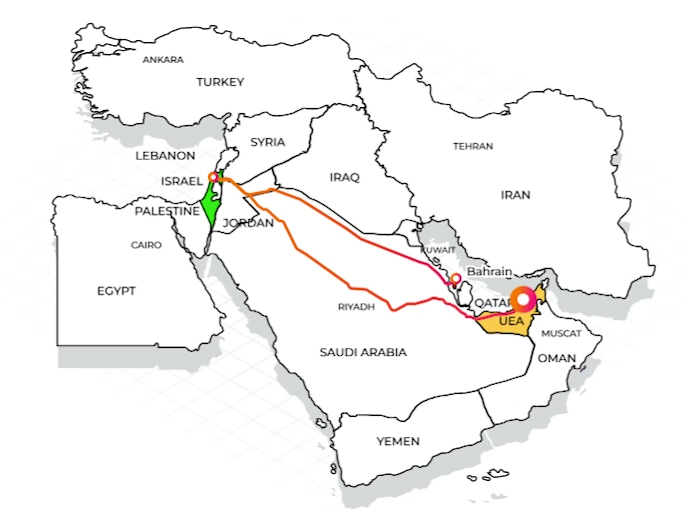 ANKARA
TURKEY
SYRIA
LEBANON
TEHRAN
IRAQ
ISRAEL
IRAN
PALESTINE
JORDAN
CAIRO
KUWAIT
Bahrain
EGYPT
QATAR
RIYADH
UEA
MUSCAT
SAUDI ARABIA
OMAN
YEMEN